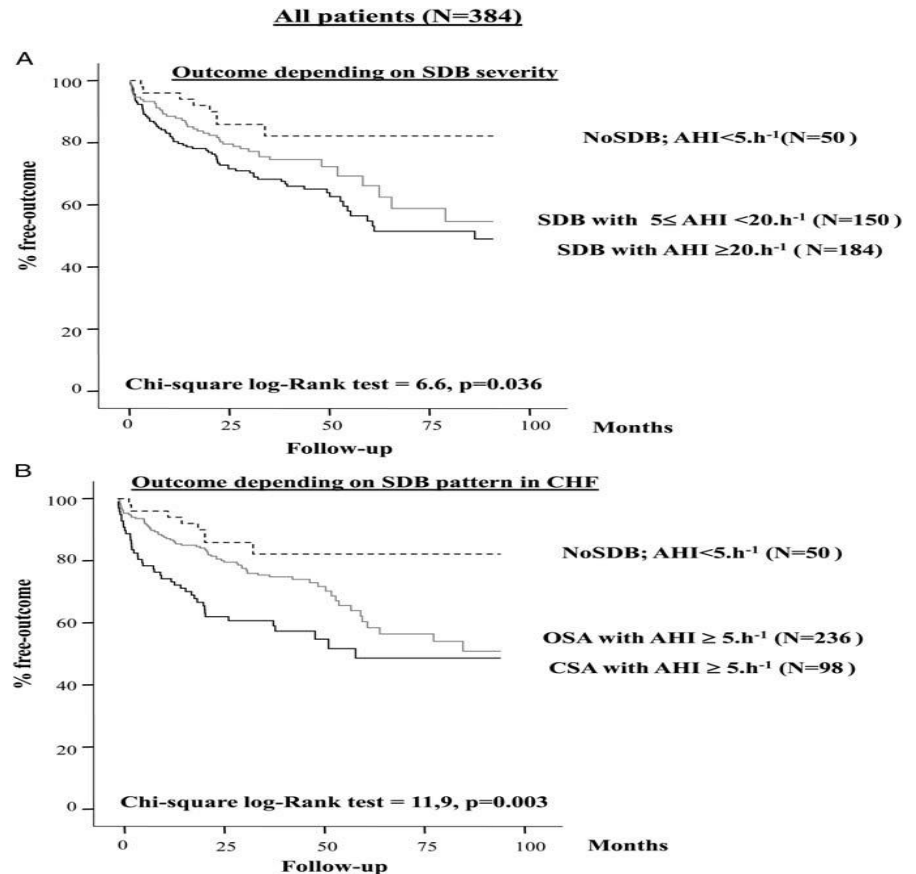 All patients (N=384)
A
Outcome depending on SDB severity
100
80
60
40
20
0
% free-outcome
NoSDB; AHI<5.h⁻¹(N=50 )
SDB with 5≤ AHI <20.h⁻¹ (N=150)
SDB with AHI ≥20.h⁻¹ ( N=184)
Chi-square log-Rank test = 6.6, p=0.036
0 25 50 75 100
Months
Follow-up
B
Outcome depending on SDB pattern in CHF
100
80
60
40
20
0
% free-outcome
NoSDB; AHI<5.h⁻¹ (N=50 )
OSA with AHI ≥ 5.h⁻¹ (N=236 )
CSA with AHI ≥ 5.h⁻¹ (N=98 )
Chi-square log-Rank test = 11,9, p=0.003
0 25 50 75 100
Months
Follow-up